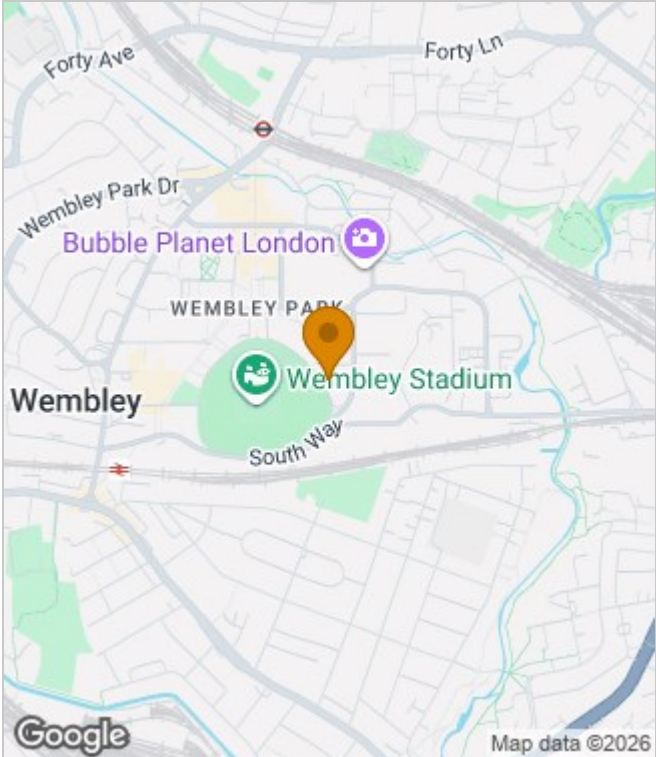 Forty Ave
Forty Ln
Wembley Park Dr
Bubble Planet London
WEMBLEY PARK
Wembley Stadium
Wembley
South Way
Google
Map data ©2026